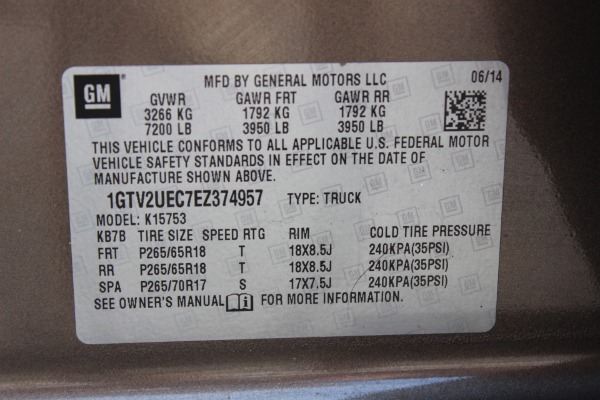 GM
MFD BY GENERAL MOTORS LLC 06/14
GVWR GAWR FRT GAWR RR
3266 KG 1792 KG 1792 KG
7200 LB 3950 LB 3950 LB
THIS VEHICLE CONFORMS TO ALL APPLICABLE U.S. FEDERAL MOTOR
VEHICLE SAFETY STANDARDS IN EFFECT ON THE DATE OF
MANUFACTURE SHOWN ABOVE.
1GTV2UEC7EZ374957 TYPE: TRUCK
MODEL: K15753
KB7B TIRE SIZE SPEED RTG RIM COLD TIRE PRESSURE
FRT P265/65R18 T 18X8.5J 240KPA(35PSI)
RR P265/65R18 T 18X8.5J 240KPA(35PSI)
SPA P265/70R17 S 17X7.5J 240KPA(35PSI)
SEE OWNER'S MANUAL i FOR MORE INFORMATION.